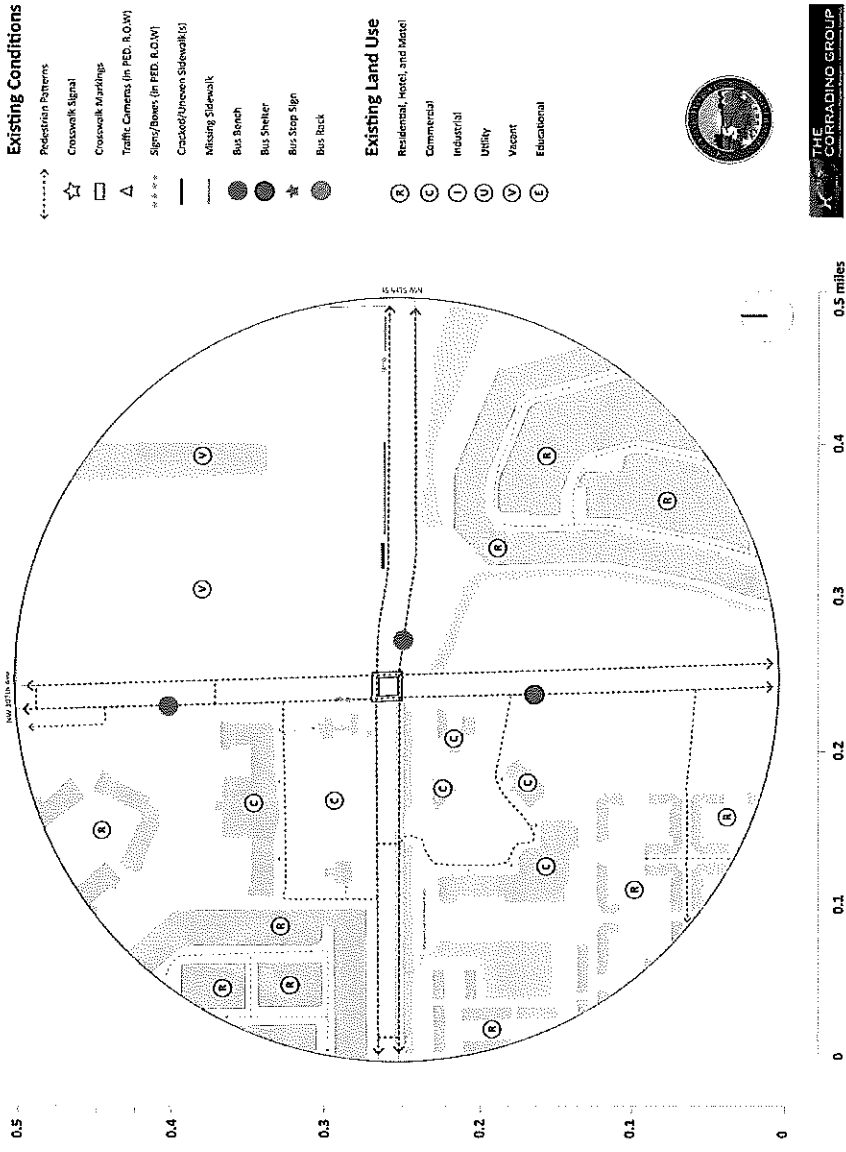 Existing Conditions
Pedestrian Patterns
Crosswalk Signal
Crosswalk Markings
Traffic Cameras (in PED. R.O.W)
Signs/Boxes (in PED. R.O.W)
Cracked/Uneven Sidewalk(s)
Missing Sidewalk
Bus Bench
Bus Shelter
Bus Stop Sign
Bus Rack
Existing Land Use
R Residential, Hotel, and Motel
C Commercial
I Industrial
U Utility
V Vacant
E Educational
THE
CORRADINO GROUP
NW 107th Ave
V
V
R
C
C
R
R
R
C
C
C
C
R
R
R
R
R
R
0.5
0.4
0.3
0.2
0.1
0
0
0.1
0.2
0.3
0.4
0.5 miles